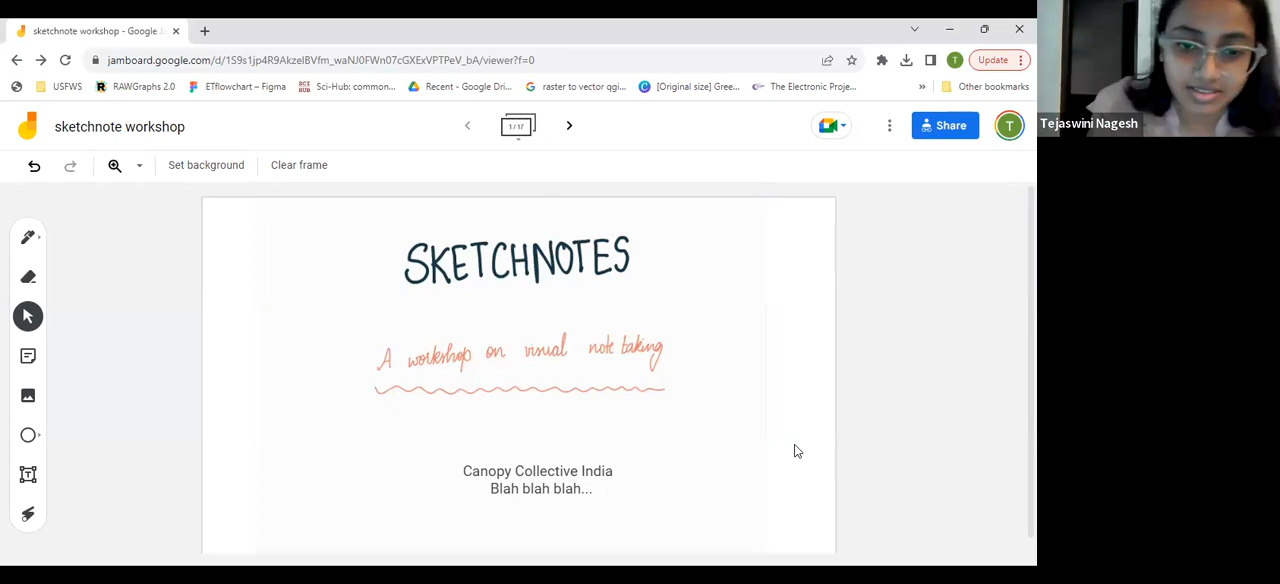 sketchnote workshop - Google J
jamboard.google.com/d/1S9s1jp4R9AkzelBVfm_waNJ0FWn07cGXExVPTPeV_bA/viewer?f=0
T
Update
USFWS
RAWGraphs 2.0
ETflowchart – Figma
Sci-Hub: common...
Recent - Google Dri...
raster to vector qgi...
[Original size] Gree...
The Electronic Proje...
»
Other bookmarks
sketchnote workshop
1/17
Share
T
Tejaswini Nagesh
Set background
Clear frame
SKETCHNOTES
A workshop on visual note taking
Canopy Collective India
Blah blah blah...